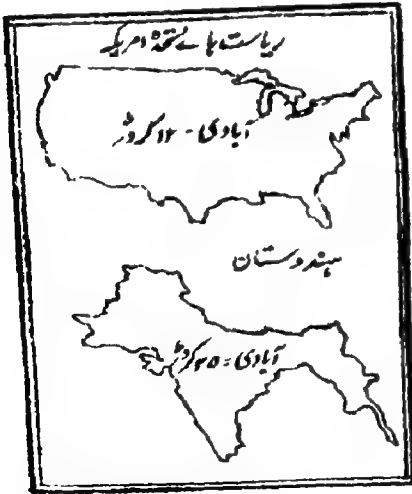 ریاست ہائے متحدہ امریکہ
آبادی - ۱۲ کروڑ
ہندوستان
آبادی = ۳۵ کروڑ